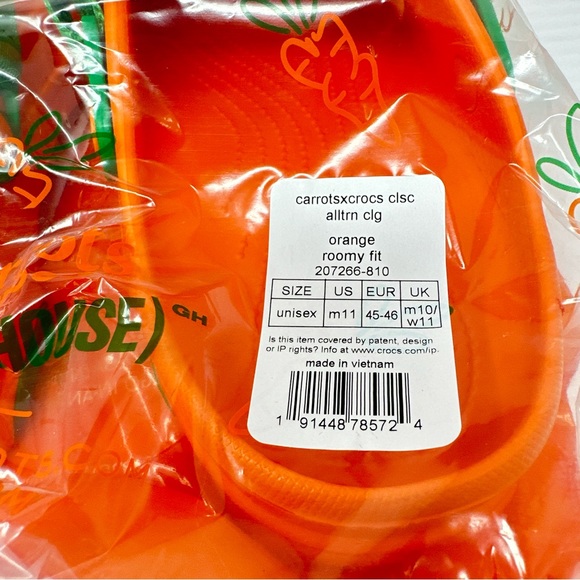 carrotsxcrocs clsc
alltrn clg
orange
roomy fit
207266-810
SIZE US EUR UK
unisex m11 45-46 m10/
w11
Is this item covered by patent, design
or IP rights? Info at www.crocs.com/ip.
made in vietnam
1 91448 78572 4
HOUSE) GH